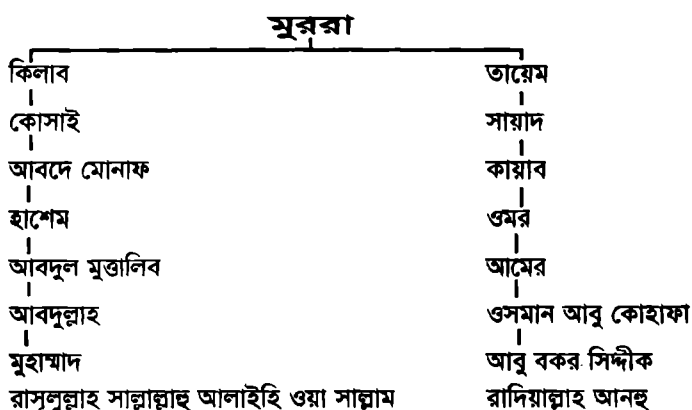 মুররা
কিলাব
কোসাই
আবদে মোনাফ
হাশেম
আবদুল মুত্তালিব
আবদুল্লাহ
মুহাম্মাদ
রাসূলুল্লাহ সাল্লাল্লাহু আলাইহি ওয়া সাল্লাম
তায়েম
সায়াদ
কায়াব
ওমর
আমের
ওসমান আবু কোহাফা
আবু বকর সিদ্দীক
রাদিয়াল্লাহ আনহু